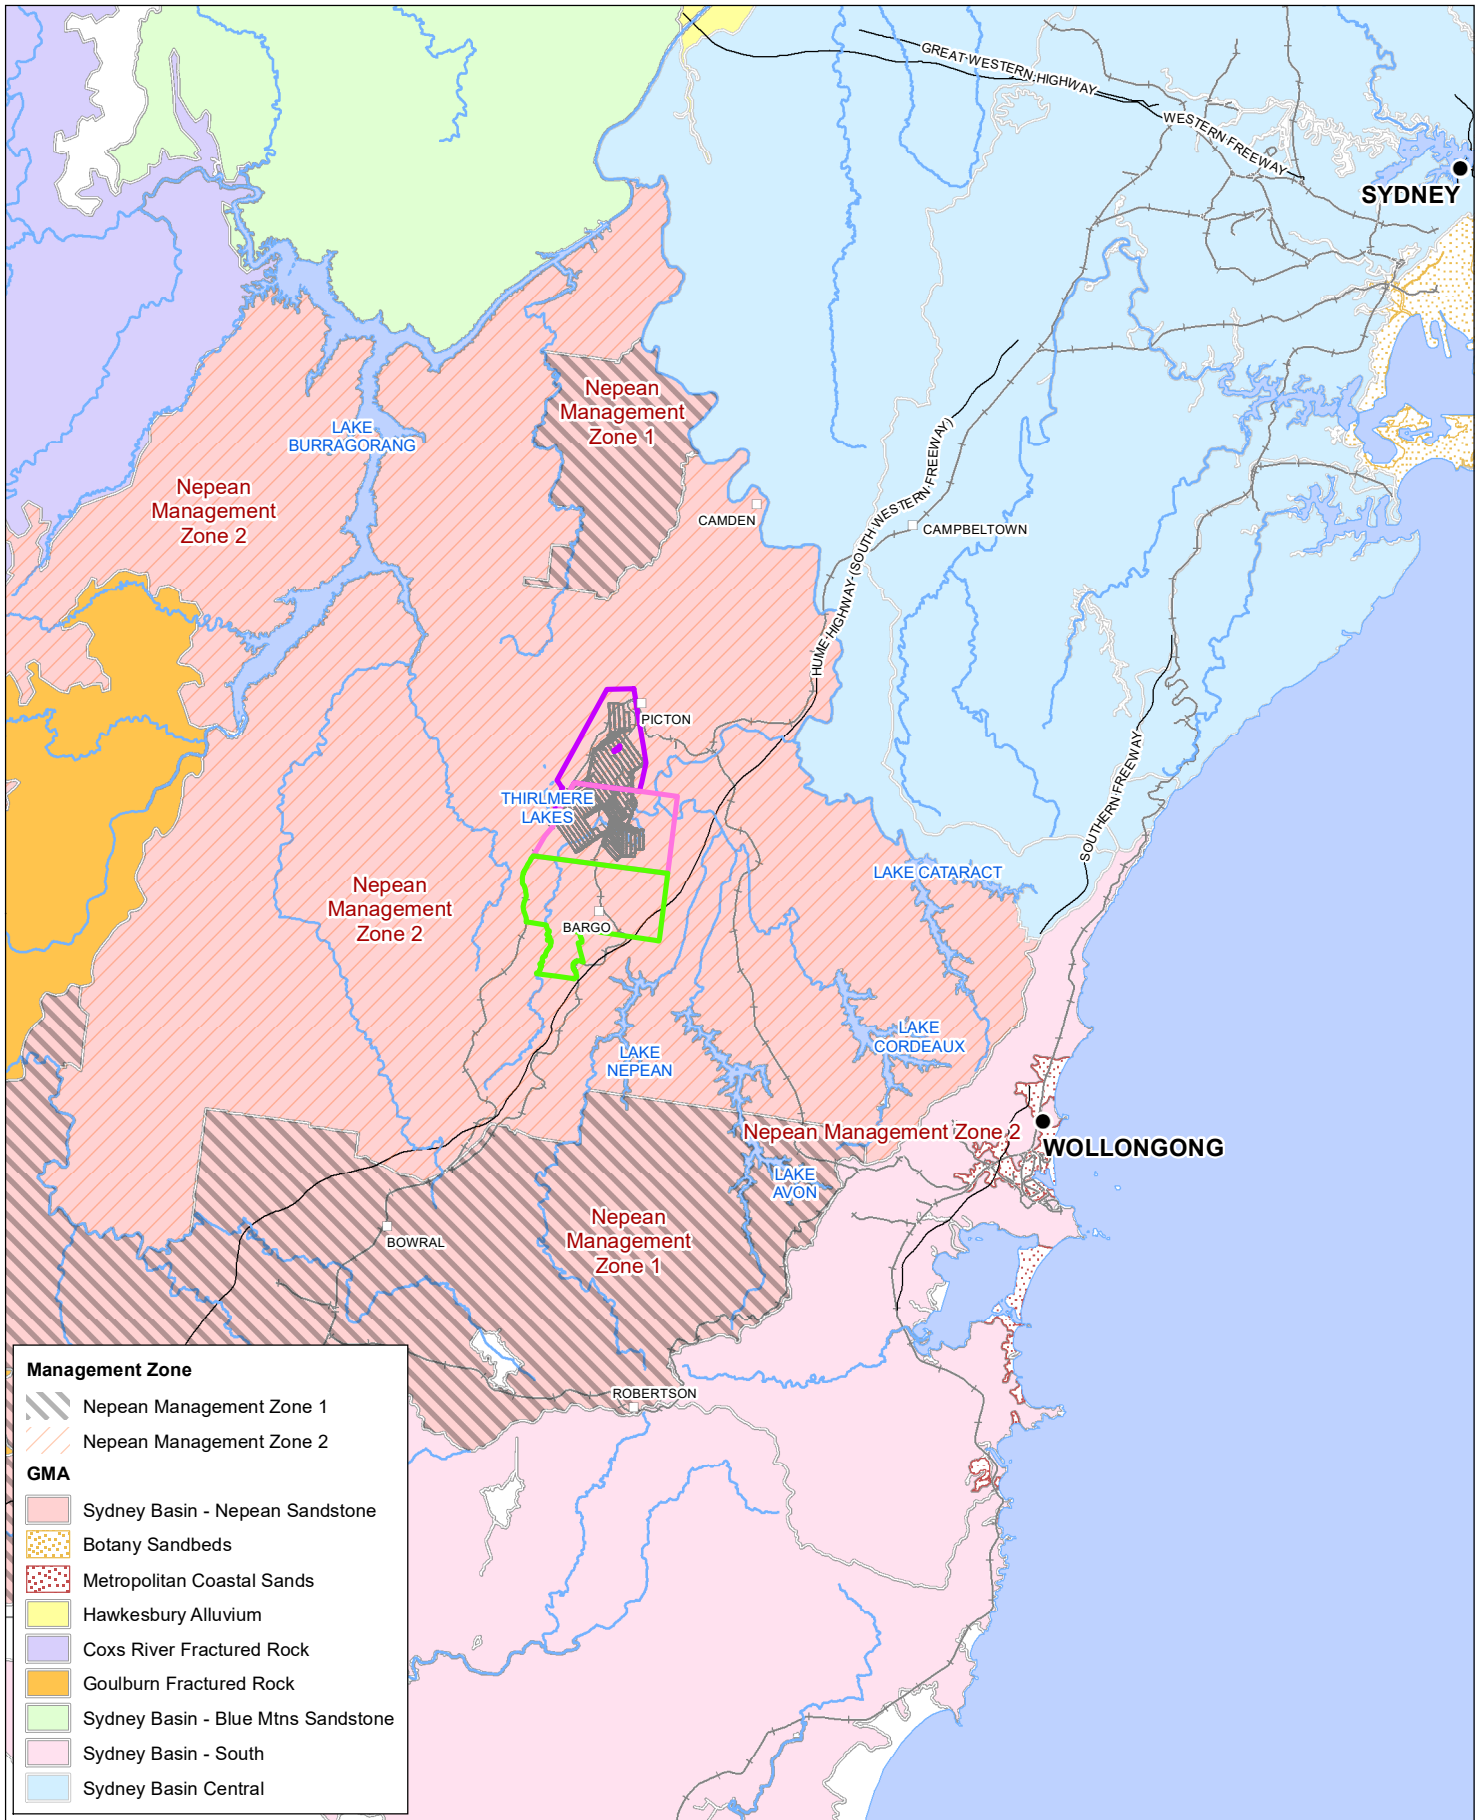 GREAT WESTERN HIGHWAY
WESTERN FREEWAY
SYDNEY
Nepean
Management
Zone 1
LAKE
BURRAGORANG
HUME HIGHWAY (SOUTH WESTERN FREEWAY)
Nepean
Management
Zone 2
CAMDEN
CAMPBELTOWN
PICTON
SOUTHERN FREEWAY
THIRLMERE
LAKES
LAKE CATARACT
Nepean
Management
Zone 2
BARGO
LAKE
CORDEAUX
LAKE
NEPEAN
Nepean Management Zone 2
WOLLONGONG
LAKE
AVON
Nepean
Management
Zone 1
BOWRAL
ROBERTSON
Management Zone
Nepean Management Zone 1
Nepean Management Zone 2
GMA
Sydney Basin - Nepean Sandstone
Botany Sandbeds
Metropolitan Coastal Sands
Hawkesbury Alluvium
Coxs River Fractured Rock
Goulburn Fractured Rock
Sydney Basin - Blue Mtns Sandstone
Sydney Basin - South
Sydney Basin Central